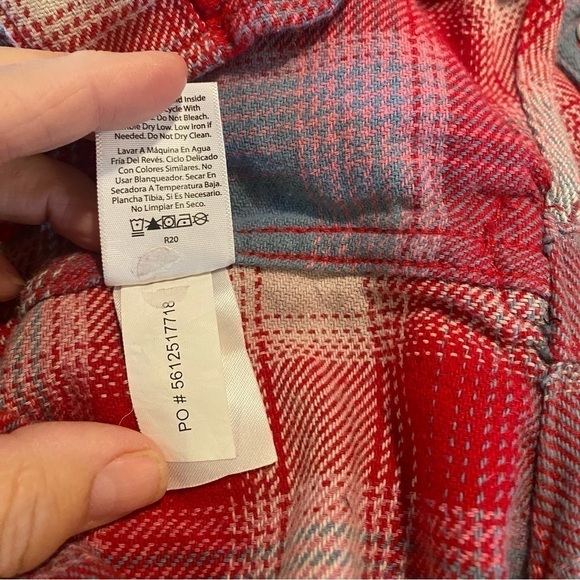 d Inside
ycle With
Do Not Bleach.
ble Dry Low. Low Iron if
Needed. Do Not Dry Clean.
Lavar A Máquina En Agua
Fría Del Revés. Ciclo Delicado
Con Colores Similares. No
Usar Blanqueador. Secar En
Secadora A Temperatura Baja.
Plancha Tibia, Si Es Necesario.
No Limpiar En Seco.
R20
PO # 5612517718